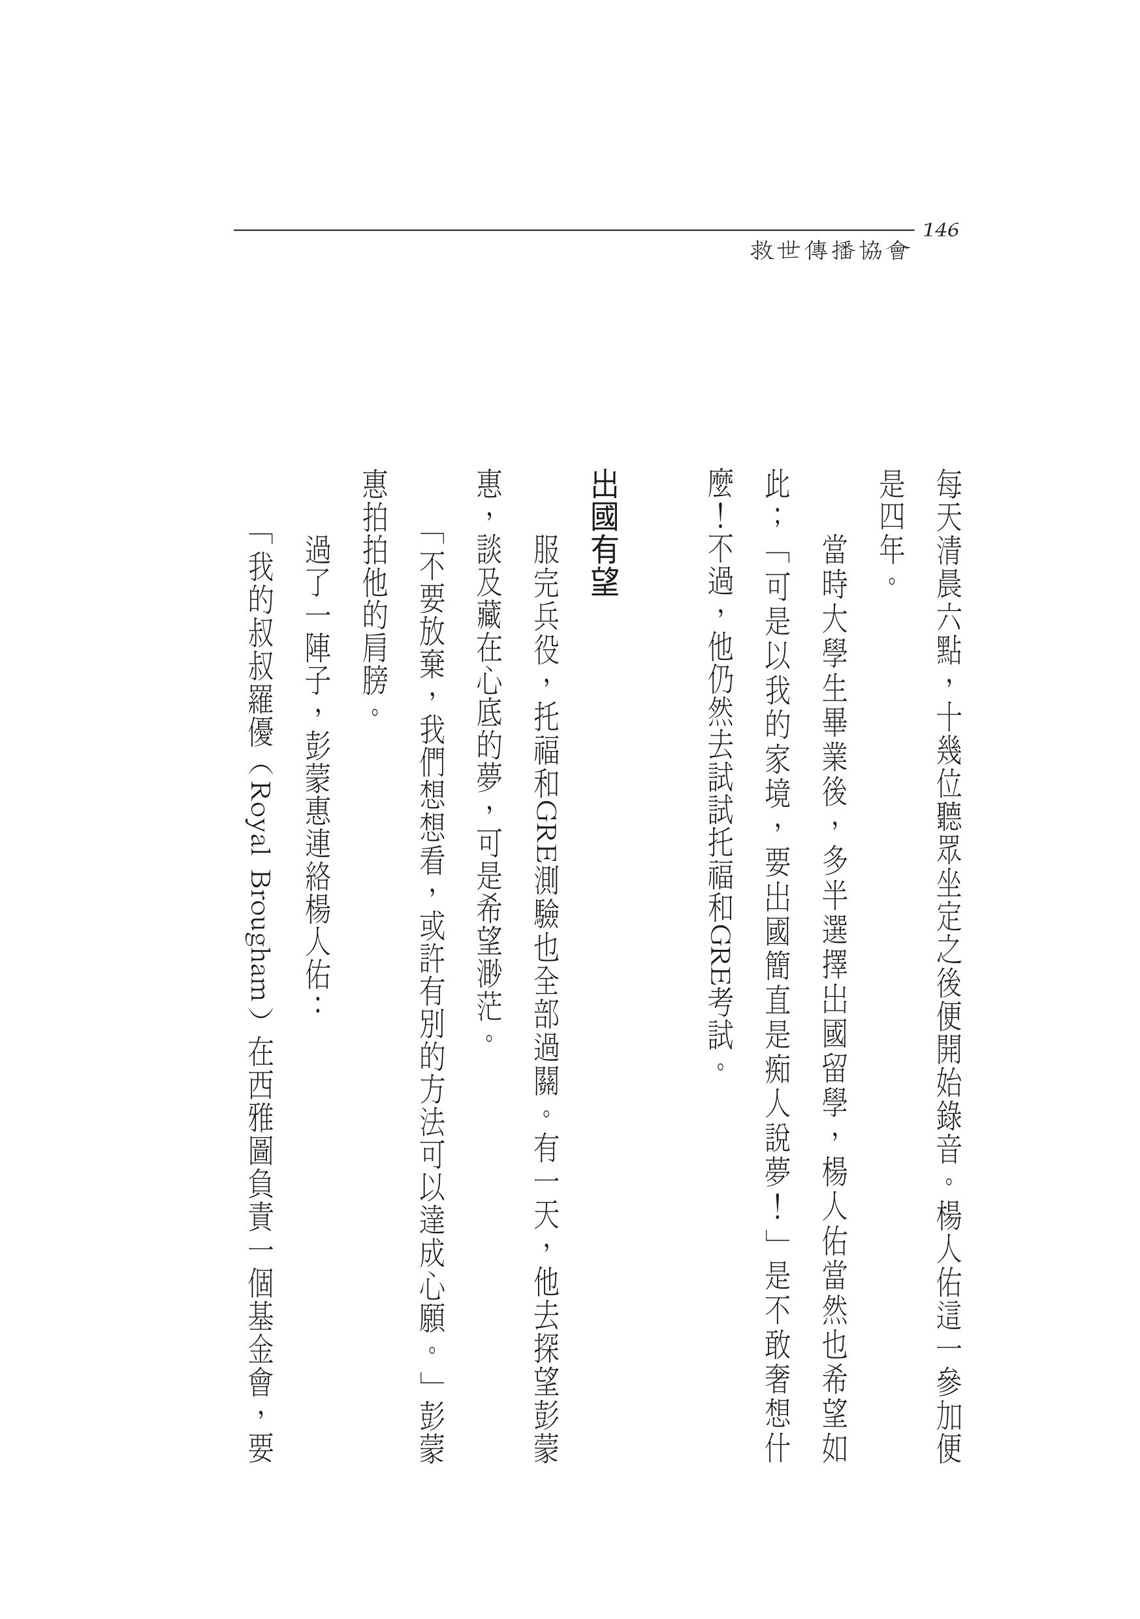 146
救世傳播協會
每天清晨六點，十幾位聽眾坐定之後便開始錄音。楊人佑這一參加便
是四年。
當時大學生畢業後，多半選擇出國留學，楊人佑當然也希望如
此；「可是以我的家境，要出國簡直是痴人說夢！」是不敢奢想什
麼！不過，他仍然去試試托福和GRE考試。
出國有望
服完兵役，托福和GRE測驗也全部過關。有一天，他去探望彭蒙
惠，談及藏在心底的夢，可是希望渺茫。
「不要放棄，我們想想看，或許有別的方法可以達成心願。」彭蒙
惠拍拍他的肩膀。
過了一陣子，彭蒙惠連絡楊人佑：
「我的叔叔羅優（Royal Brougham）在西雅圖負責一個基金會，要